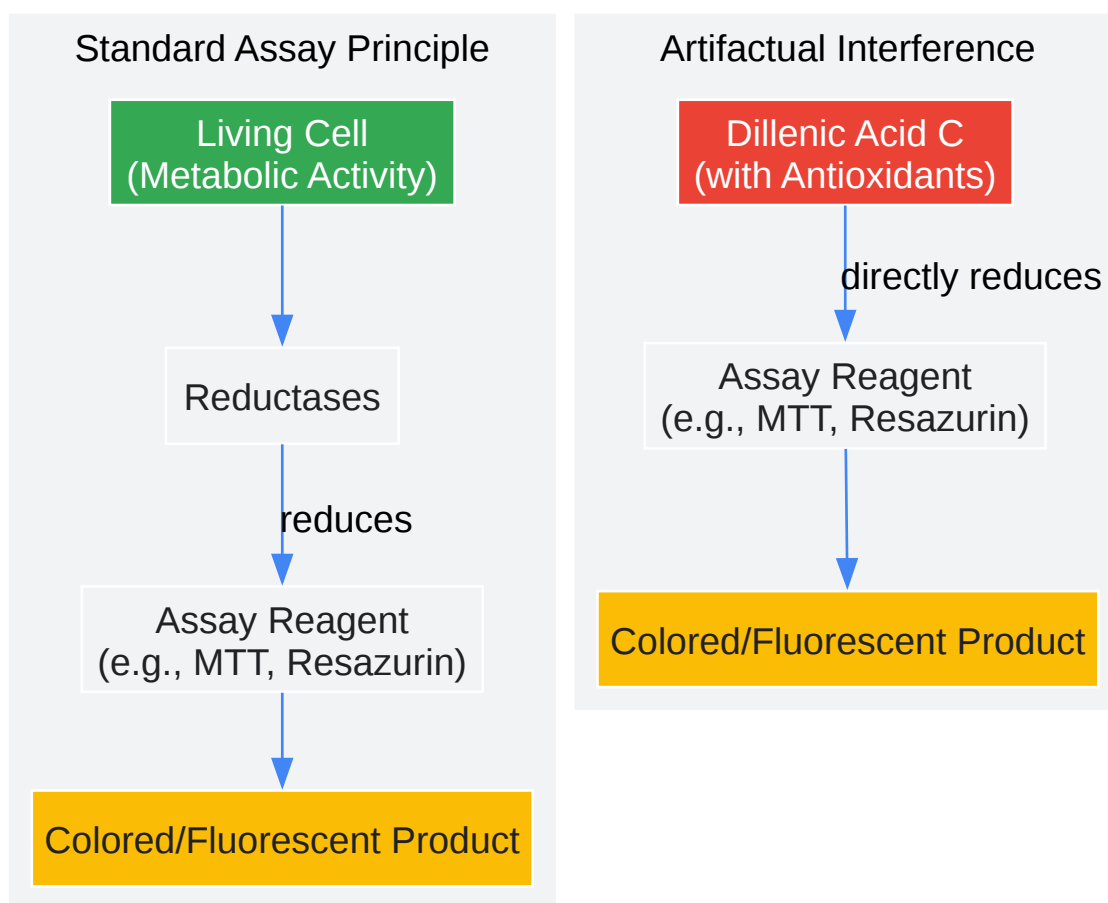 Standard Assay Principle
Living Cell
(Metabolic Activity)
Reductases
reduces
Assay Reagent
(e.g., MTT, Resazurin)
Colored/Fluorescent Product
Artifactual Interference
Dillenic Acid C
(with Antioxidants)
directly reduces
Assay Reagent
(e.g., MTT, Resazurin)
Colored/Fluorescent Product